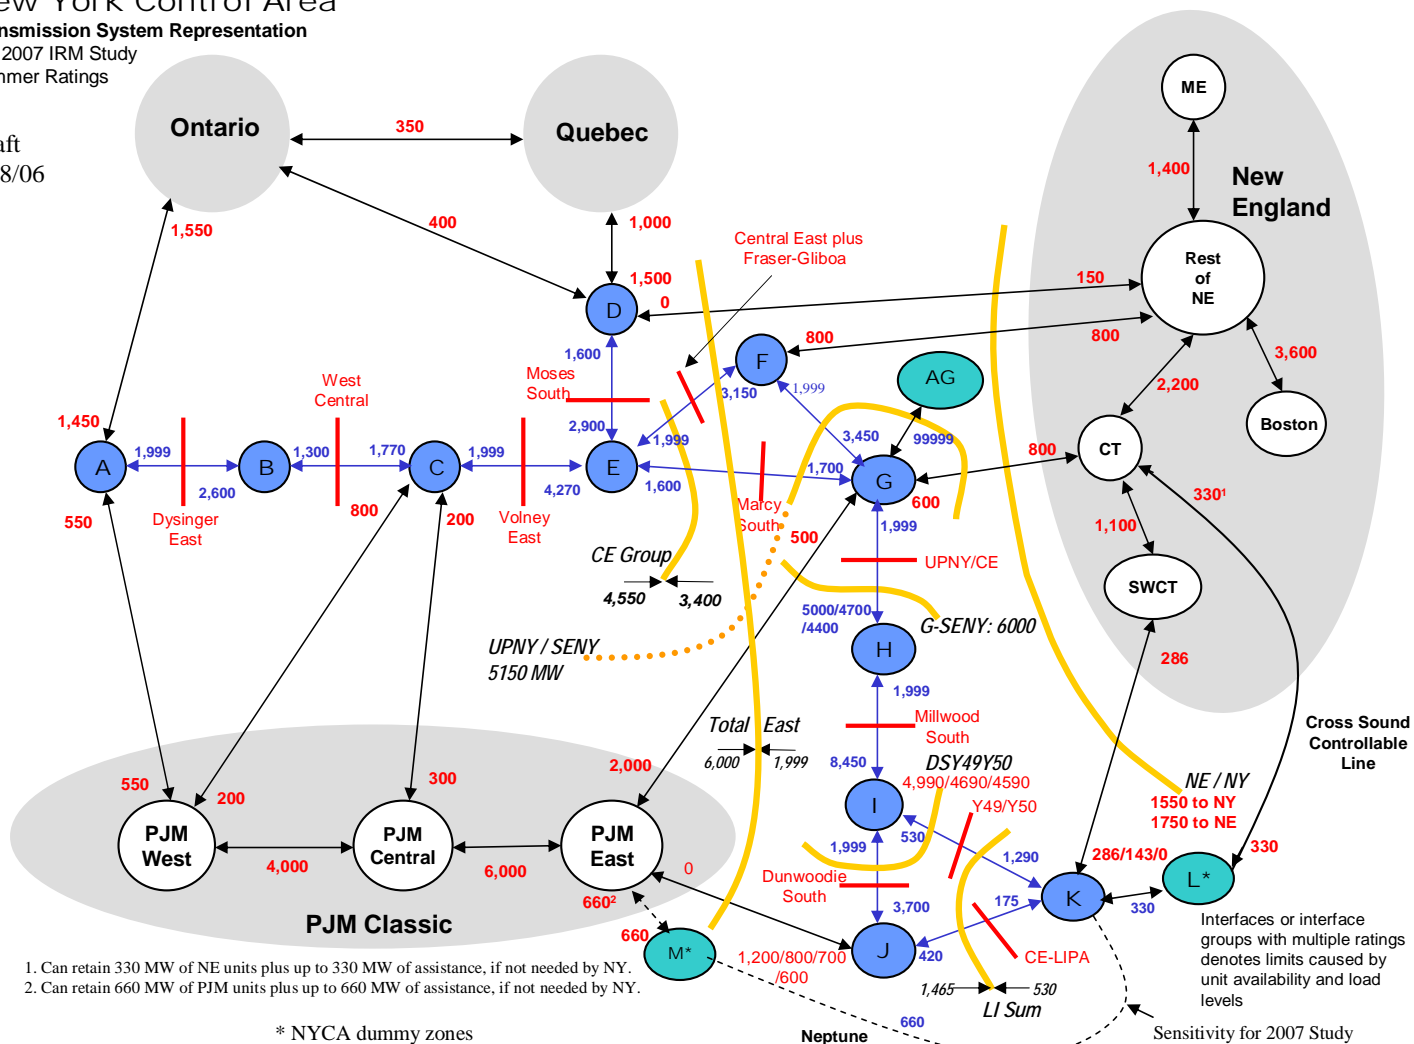 ew York Control Area
nsmission System Representation
2007 IRM Study
mmer Ratings
aft
8/06
Ontario
350
Quebec
ME
1,400
New
England
1,550
400
1,000
Central East plus
Fraser-Gliboa
Rest
of
NE
1,500
0
150
D
800
800
1,600
F
3,600
Moses
South
West
Central
3,150
1,999
AG
2,200
1,450
2,900
1,999
3,450
99999
Boston
A
1,999
B
1,300
1,770
C
1,999
E
1,600
1,700
G
800
CT
2,600
4,270
550
Dysinger
East
800
200
Volney
East
Marcy
South
500
600
1,999
330¹
1,100
CE Group
4,550
3,400
UPNY/CE
SWCT
5000/4700
/4400
G-SENY: 6000
UPNY / SENY
5150 MW
H
286
1,999
Total East
6,000
1,999
Millwood
South
Cross Sound
Controllable
Line
8,450
DSY49Y50
4,990/4690/4590
Y49/Y50
NE / NY
1550 to NY
1750 to NE
550
200
300
2,000
I
530
PJM
West
4,000
PJM
Central
6,000
PJM
East
1,999
1,290
286/143/0
330
0
Dunwoodie
South
L*
660²
3,700
175
K
330
PJM Classic
660
M*
J
420
1,200/800/700
/600
CE-LIPA
Interfaces or interface
groups with multiple ratings
denotes limits caused by
unit availability and load
levels
1. Can retain 330 MW of NE units plus up to 330 MW of assistance, if not needed by NY.
2. Can retain 660 MW of PJM units plus up to 660 MW of assistance, if not needed by NY.
1,465
530
LI Sum
660
* NYCA dummy zones
Neptune
Sensitivity for 2007 Study